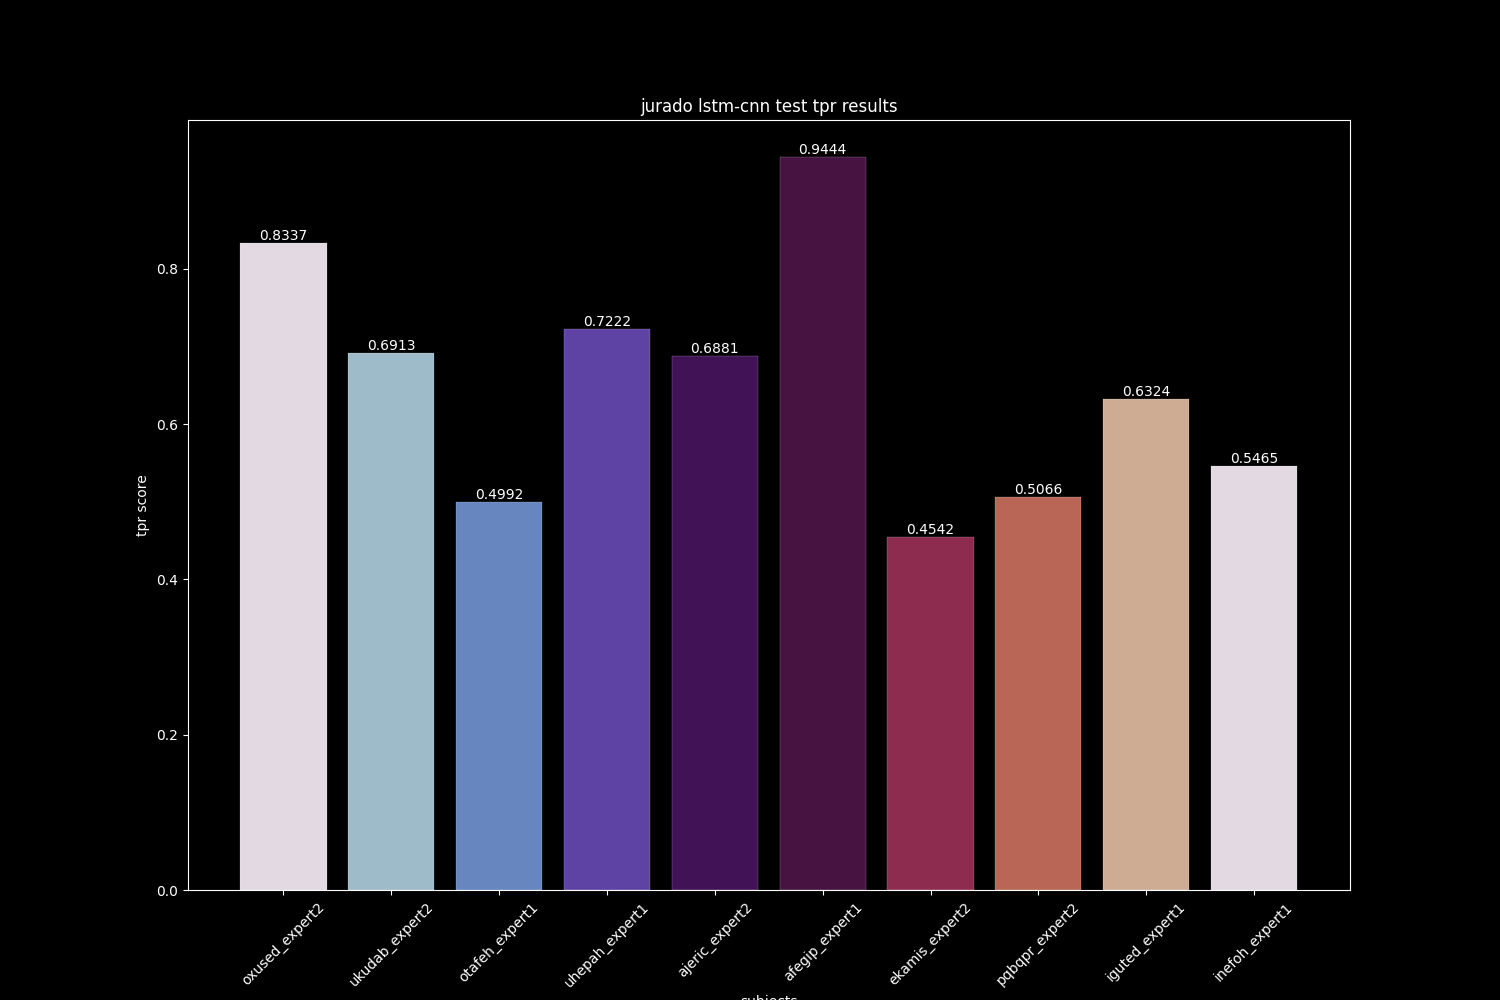 jurado lstm-cnn test tpr results
0.9444
0.8337
0.7222
0.6913
0.6881
0.6324
0.5465
0.5066
0.4992
0.4542
0.8
0.6
0.4
0.2
0.0
tpr score
oxused_expert2
ukudab_expert2
otafeh_expert1
uhepah_expert1
ajeric_expert2
afegip_expert1
ekamis_expert2
pqbqpr_expert2
iguted_expert1
inefoh_expert1
subjects